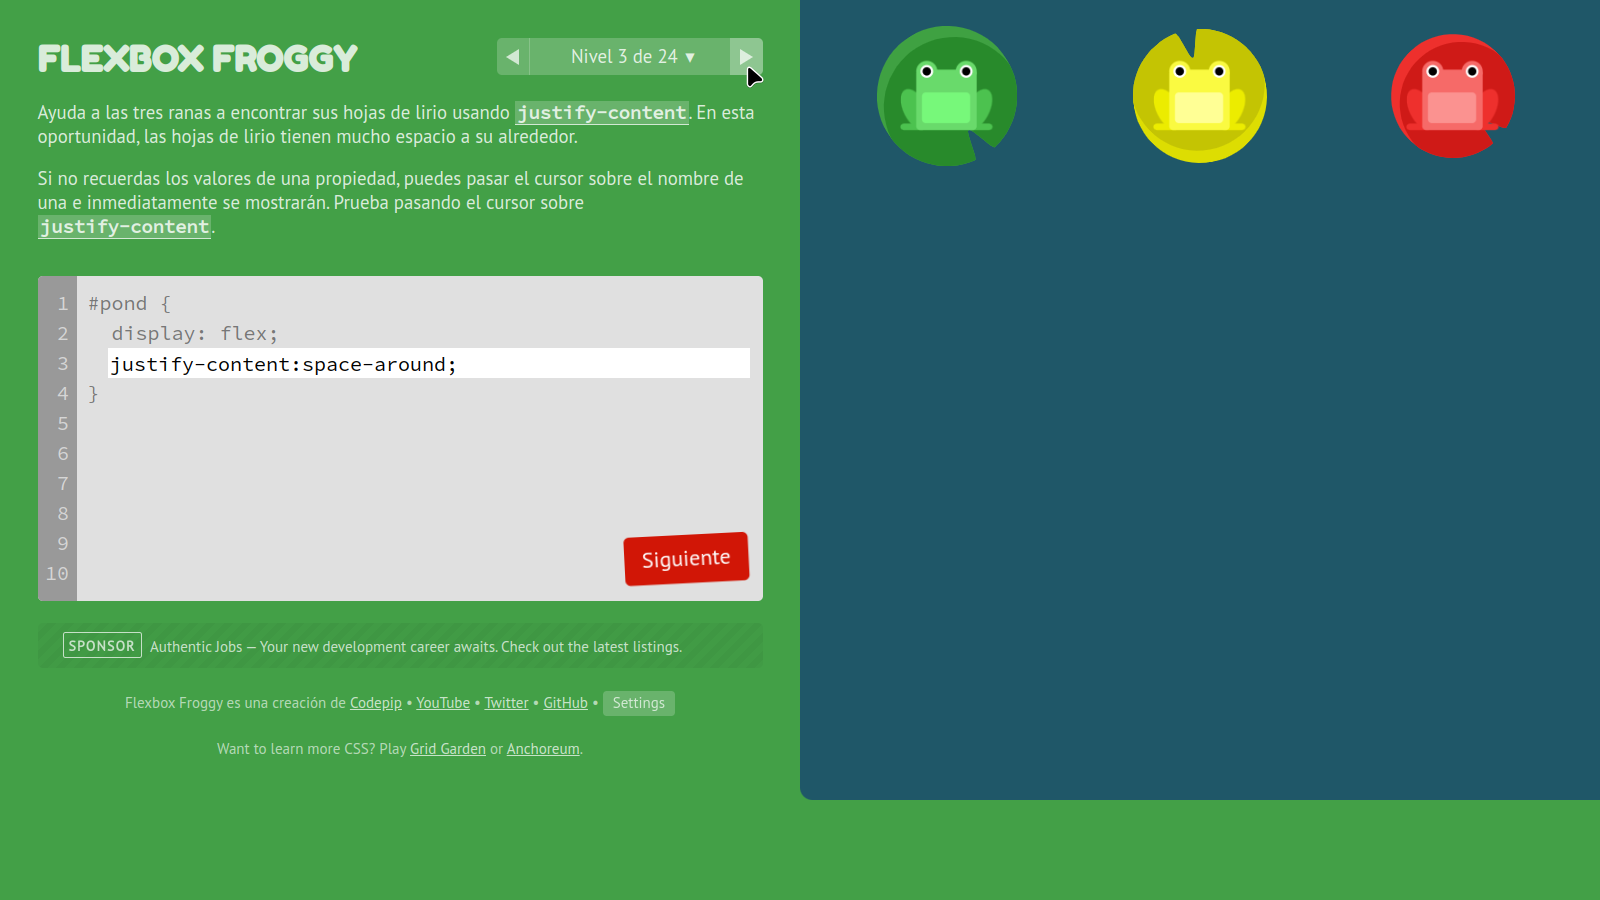 FLEXBOX FROGGY
◀ Nivel 3 de 24 ▼ ▶
Ayuda a las tres ranas a encontrar sus hojas de lirio usando justify-content. En esta
oportunidad, las hojas de lirio tienen mucho espacio a su alrededor.
Si no recuerdas los valores de una propiedad, puedes pasar el cursor sobre el nombre de
una e inmediatamente se mostrarán. Prueba pasando el cursor sobre
justify-content.
1 #pond {
2 display: flex;
3 justify-content:space-around;
4 }
5
6
7
8
9
10
Siguiente
SPONSOR Authentic Jobs — Your new development career awaits. Check out the latest listings.
Flexbox Froggy es una creación de Codepip • YouTube • Twitter • GitHub • Settings
Want to learn more CSS? Play Grid Garden or Anchoreum.